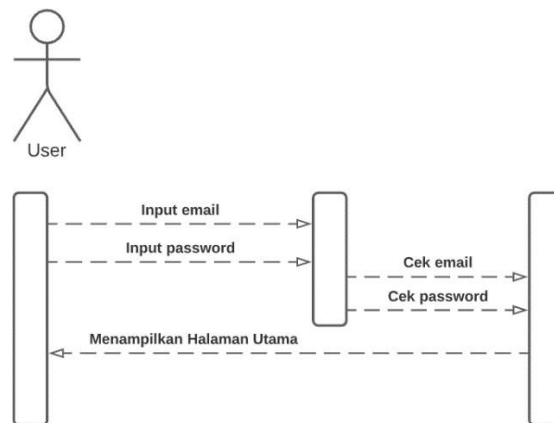 User
Input email
Input password
Cek email
Cek password
Menampilkan Halaman Utama